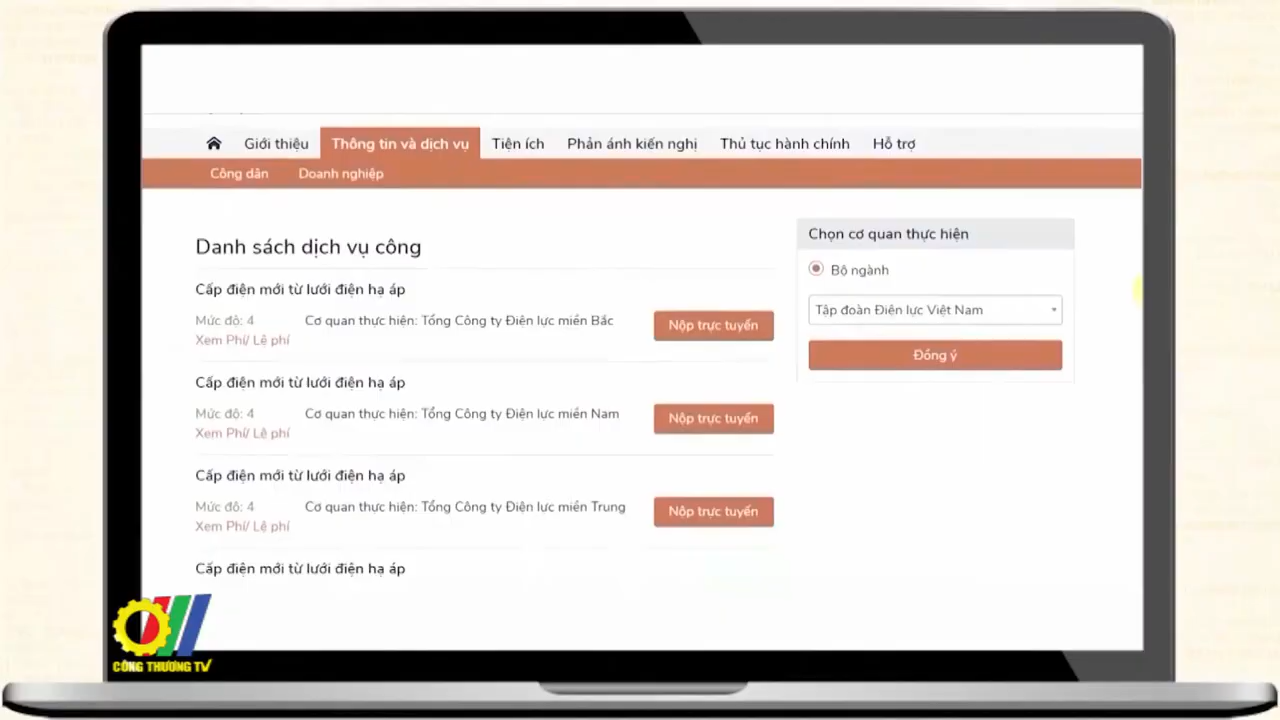 Giới thiệu Thông tin và dịch vụ Tiện ích Phản ánh kiến nghị Thủ tục hành chính Hỗ trợ
Công dân Doanh nghiệp
Danh sách dịch vụ công
Cấp điện mới từ lưới điện hạ áp
Mức độ: 4 Cơ quan thực hiện: Tổng Công ty Điện lực miền Bắc
Xem Phí/ Lệ phí
Nộp trực tuyến
Cấp điện mới từ lưới điện hạ áp
Mức độ: 4 Cơ quan thực hiện: Tổng Công ty Điện lực miền Nam
Xem Phí/ Lệ phí
Nộp trực tuyến
Cấp điện mới từ lưới điện hạ áp
Mức độ: 4 Cơ quan thực hiện: Tổng Công ty Điện lực miền Trung
Xem Phí/ Lệ phí
Nộp trực tuyến
Cấp điện mới từ lưới điện hạ áp
Chọn cơ quan thực hiện
Bộ ngành
Tập đoàn Điện lực Việt Nam
Đồng ý
CÔNG THƯƠNG TV